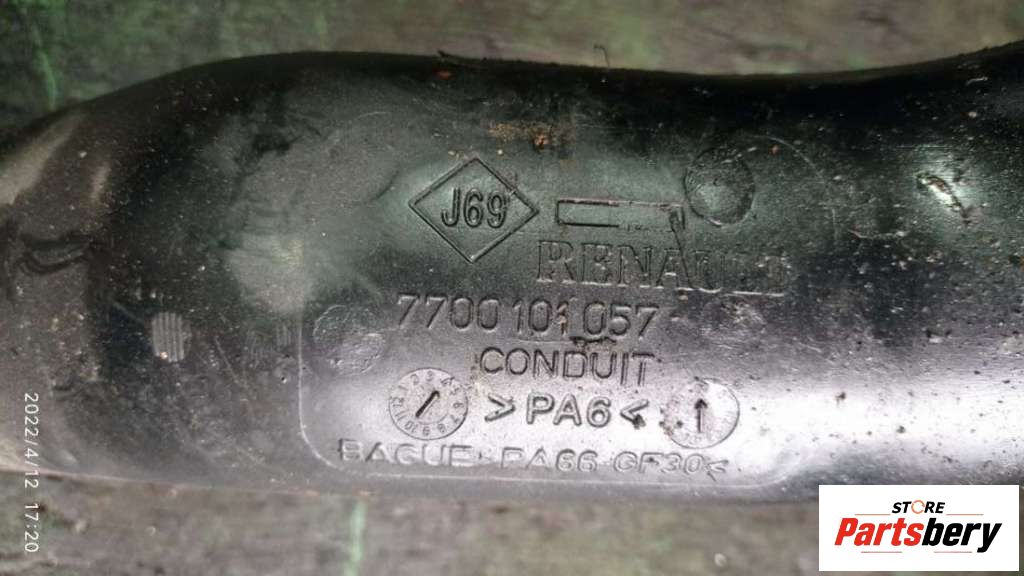 J69
RENAULT
7700 101 057
CONDUIT
>PA6<
BAGUE>PA66-GF30<
2022/4/12 17:20
STORE
Partsbery